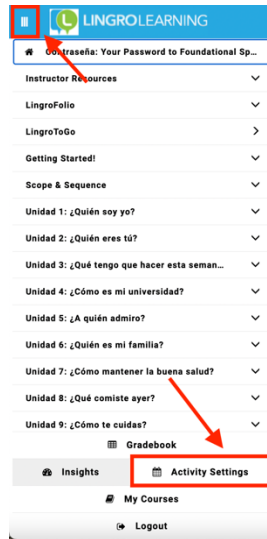 LINGROLEARNING
Contraseña: Your Password to Foundational Sp...
Instructor Resources
LingroFolio
LingroToGo
Getting Started!
Scope & Sequence
Unidad 1: ¿Quién soy yo?
Unidad 2: ¿Quién eres tú?
Unidad 3: ¿Qué tengo que hacer esta seman...
Unidad 4: ¿Cómo es mi universidad?
Unidad 5: ¿A quién admiro?
Unidad 6: ¿Quién es mi familia?
Unidad 7: ¿Cómo mantener la buena salud?
Unidad 8: ¿Qué comiste ayer?
Unidad 9: ¿Cómo te cuidas?
Gradebook
Insights Activity Settings
My Courses
Logout